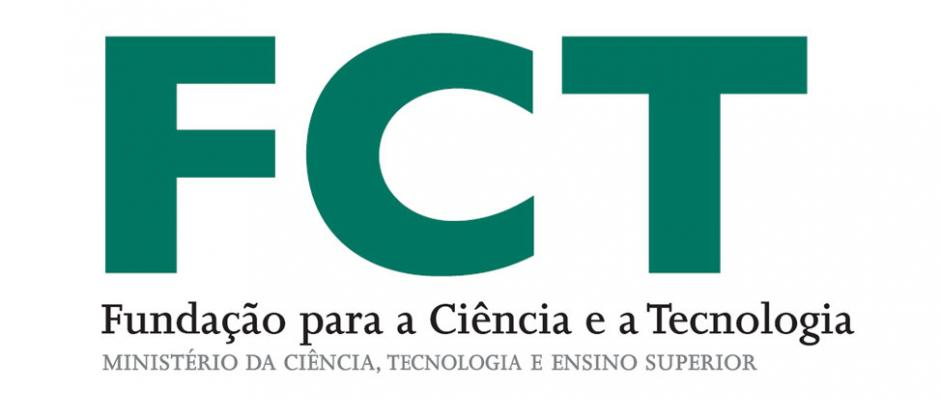 FCT
Fundação para a Ciência e a Tecnologia
MINISTÉRIO DA CIÊNCIA, TECNOLOGIA E ENSINO SUPERIOR